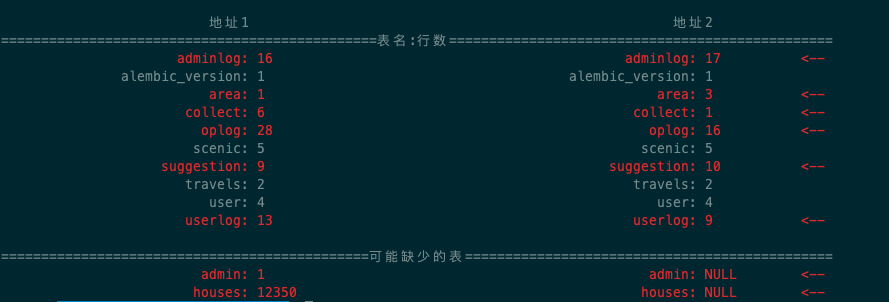 地址1 地址2
================================================表名:行数================================================
adminlog: 16 adminlog: 17 <--
alembic_version: 1 alembic_version: 1
area: 1 area: 3 <--
collect: 6 collect: 1 <--
oplog: 28 oplog: 16 <--
scenic: 5 scenic: 5
suggestion: 9 suggestion: 10 <--
travels: 2 travels: 2
user: 4 user: 4
userlog: 13 userlog: 9 <--
==============================================可能缺少的表==============================================
admin: 1 admin: NULL <--
houses: 12350 houses: NULL <--